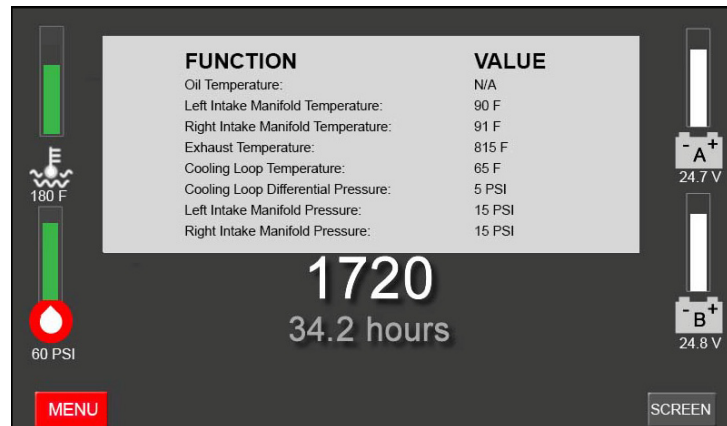 FUNCTION VALUE
Oil Temperature: N/A
Left Intake Manifold Temperature: 90 F
Right Intake Manifold Temperature: 91 F
Exhaust Temperature: 815 F
Cooling Loop Temperature: 65 F
Cooling Loop Differential Pressure: 5 PSI
Left Intake Manifold Pressure: 15 PSI
Right Intake Manifold Pressure: 15 PSI
180 F
- A +
24.7 V
1720
34.2 hours
60 PSI
- B +
24.8 V
MENU
SCREEN